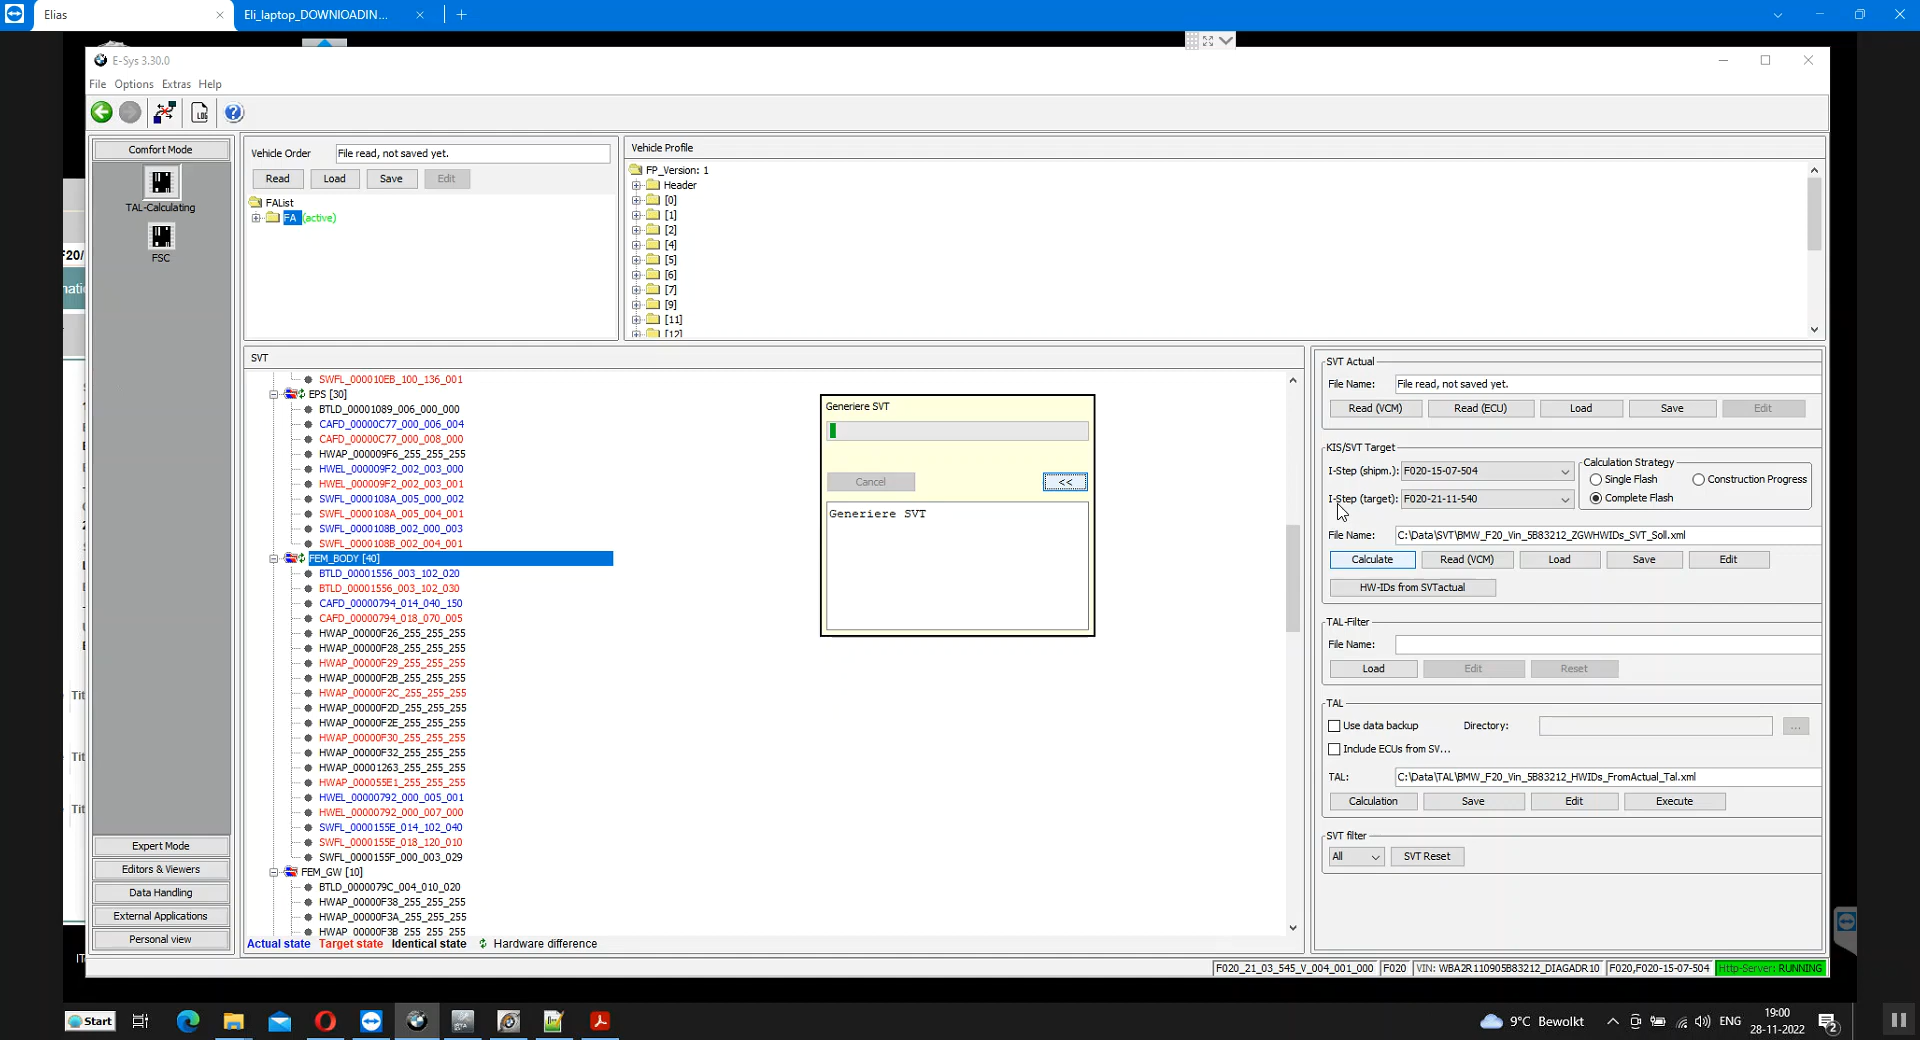 Elias
Eli_laptop_DOWNIOADIN...
E-Sys 3.30.0
File Options Extras Help
LOG
Comfort Mode
TAL-Calculating
FSC
Vehicle Order
File read, not saved yet.
Read Load Save Edit
FAList
FA (active)
Vehicle Profile
FP_Version: 1
Header
[0]
[1]
[2]
[4]
[5]
[6]
[7]
[9]
[11]
[12]
F20/
nati
Tit
Tit
Tit
SVT
SWFL_000010EB_100_136_001
EPS [30]
BTLD_00001089_006_000_000
CAFD_00000C77_000_006_004
CAFD_00000C77_000_008_000
HWAP_000009F6_255_255_255
HWEL_000009F2_002_003_000
HWEL_000009F2_002_003_001
SWFL_0000108A_005_000_002
SWFL_0000108A_005_004_001
SWFL_0000108B_002_000_003
SWFL_0000108B_002_004_001
FEM_BODY [40]
BTLD_00001556_003_102_020
BTLD_00001556_003_102_030
CAFD_00000794_014_040_150
CAFD_00000794_018_070_005
HWAP_00000F26_255_255_255
HWAP_00000F28_255_255_255
HWAP_00000F29_255_255_255
HWAP_00000F2B_255_255_255
HWAP_00000F2C_255_255_255
HWAP_00000F2D_255_255_255
HWAP_00000F2E_255_255_255
HWAP_00000F30_255_255_255
HWAP_00000F32_255_255_255
HWAP_00001263_255_255_255
HWAP_000055E1_255_255_255
HWEL_00000792_000_005_001
HWEL_00000792_000_007_000
SWFL_0000155E_014_102_040
SWFL_0000155E_018_120_010
SWFL_0000155F_000_003_029
FEM_GW [10]
BTLD_0000079C_004_010_020
HWAP_00000F38_255_255_255
HWAP_00000F3A_255_255_255
HWAP_00000F3B_255_255_255
Actual state Target state Identical state Hardware difference
Generiere SVT
Cancel <<
Generiere SVT
SVT Actual
File Name: File read, not saved yet.
Read (VCM) Read (ECU) Load Save Edit
KIS/SVT Target
I-Step (shipm.): F020-15-07-504
I-Step (target): F020-21-11-540
Calculation Strategy
Single Flash Construction Progress
Complete Flash
File Name: C:\Data\SVT\BMW_F20_Vin_5B83212_ZGWHWIDs_SVT_Soll.xml
Calculate Read (VCM) Load Save Edit
HW-IDs from SVTactual
TAL-Filter
File Name:
Load Edit Reset
TAL
Use data backup Directory: ...
Include ECUs from SV...
TAL: C:\Data\TAL\BMW_F20_Vin_5B83212_HWIDs_FromActual_Tal.xml
Calculation Save Edit Execute
SVT filter
All SVT Reset
Expert Mode
Editors & Viewers
Data Handling
External Applications
Personal view
F020_21_03_545_V_004_001_000 F020 VIN: WBA2R110905B83212_DIAGADR10 F020,F020-15-07-504 Http-Server: RUNNING
Start
9°C Bewolkt
ENG
19:00
28-11-2022
2